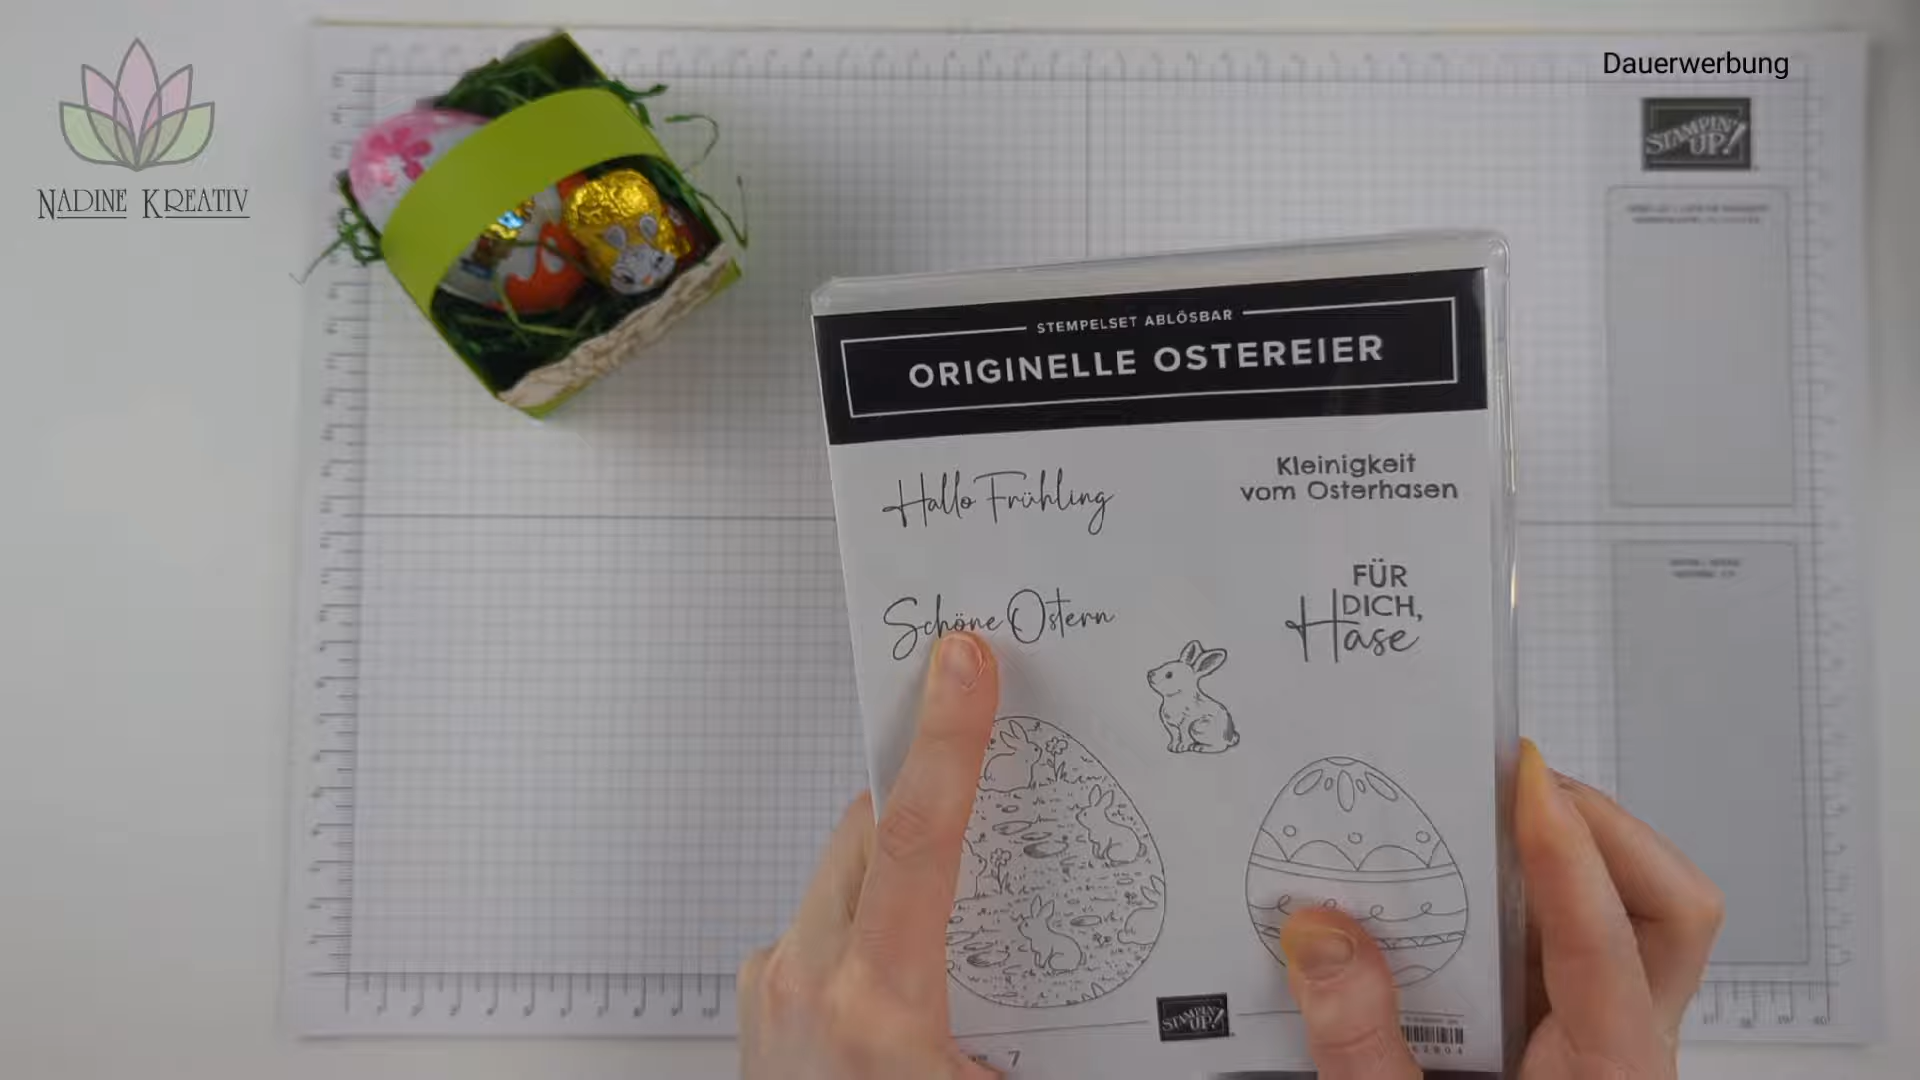 Dauerwerbung
NADINE KREATIV
STAMPIN' UP!
STEMPELSET ABLÖSBAR
ORIGINELLE OSTEREIER
Hallo Frühling
Kleinigkeit
vom Osterhasen
Schöne Ostern
FÜR
DICH,
Hase
STAMPIN' UP!
7